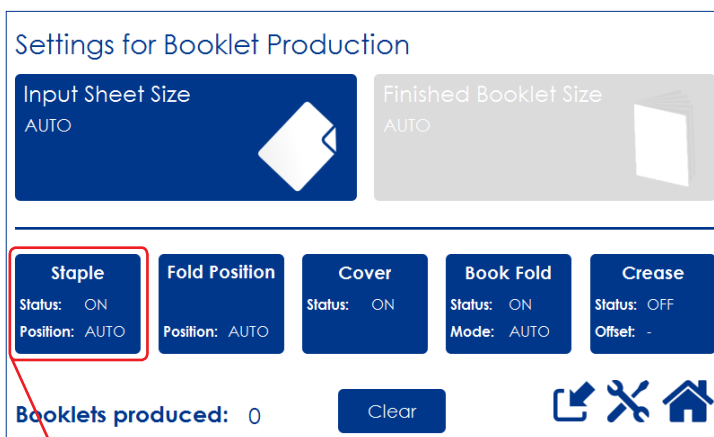 Settings for Booklet Production
Input Sheet Size
AUTO
Finished Booklet Size
AUTO
Staple
Status: ON
Position: AUTO
Fold Position
Position: AUTO
Cover
Status: ON
Book Fold
Status: ON
Mode: AUTO
Crease
Status: OFF
Offset: -
Booklets produced: 0
Clear